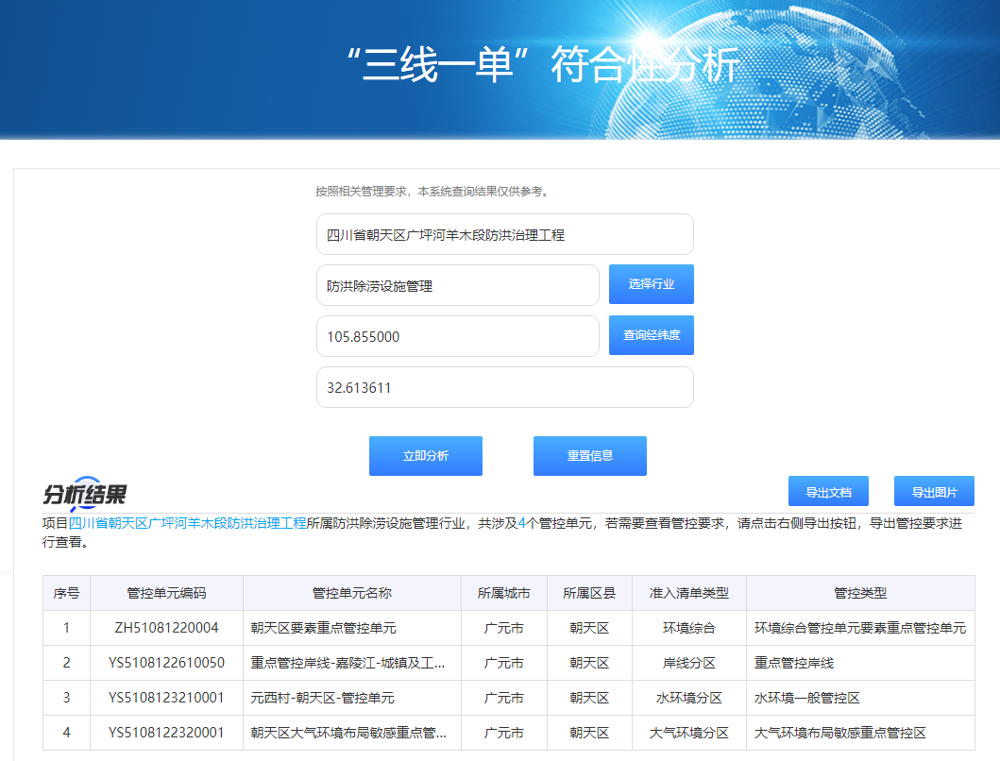 “三线一单”符合性分析
按照相关管理要求，本系统查询结果仅供参考。
四川省朝天区广坪河羊木段防洪治理工程
防洪除涝设施管理 选择行业
105.855000 查询经纬度
32.613611
立即分析 重置信息
分析结果 导出文档 导出图片
项目四川省朝天区广坪河羊木段防洪治理工程所属防洪除涝设施管理行业，共涉及4个管控单元，若需要查看管控要求，请点击右侧导出按钮，导出管控要求进
行查看。
序号 管控单元编码 管控单元名称 所属城市 所属区县 准入清单类型 管控类型
1 ZH51081220004 朝天区要素重点管控单元 广元市 朝天区 环境综合 环境综合管控单元要素重点管控单元
2 YS5108122610050 重点管控岸线-嘉陵江-城镇及工... 广元市 朝天区 岸线分区 重点管控岸线
3 YS5108123210001 元西村-朝天区-管控单元 广元市 朝天区 水环境分区 水环境一般管控区
4 YS5108122320001 朝天区大气环境布局敏感重点管... 广元市 朝天区 大气环境分区 大气环境布局敏感重点管控区